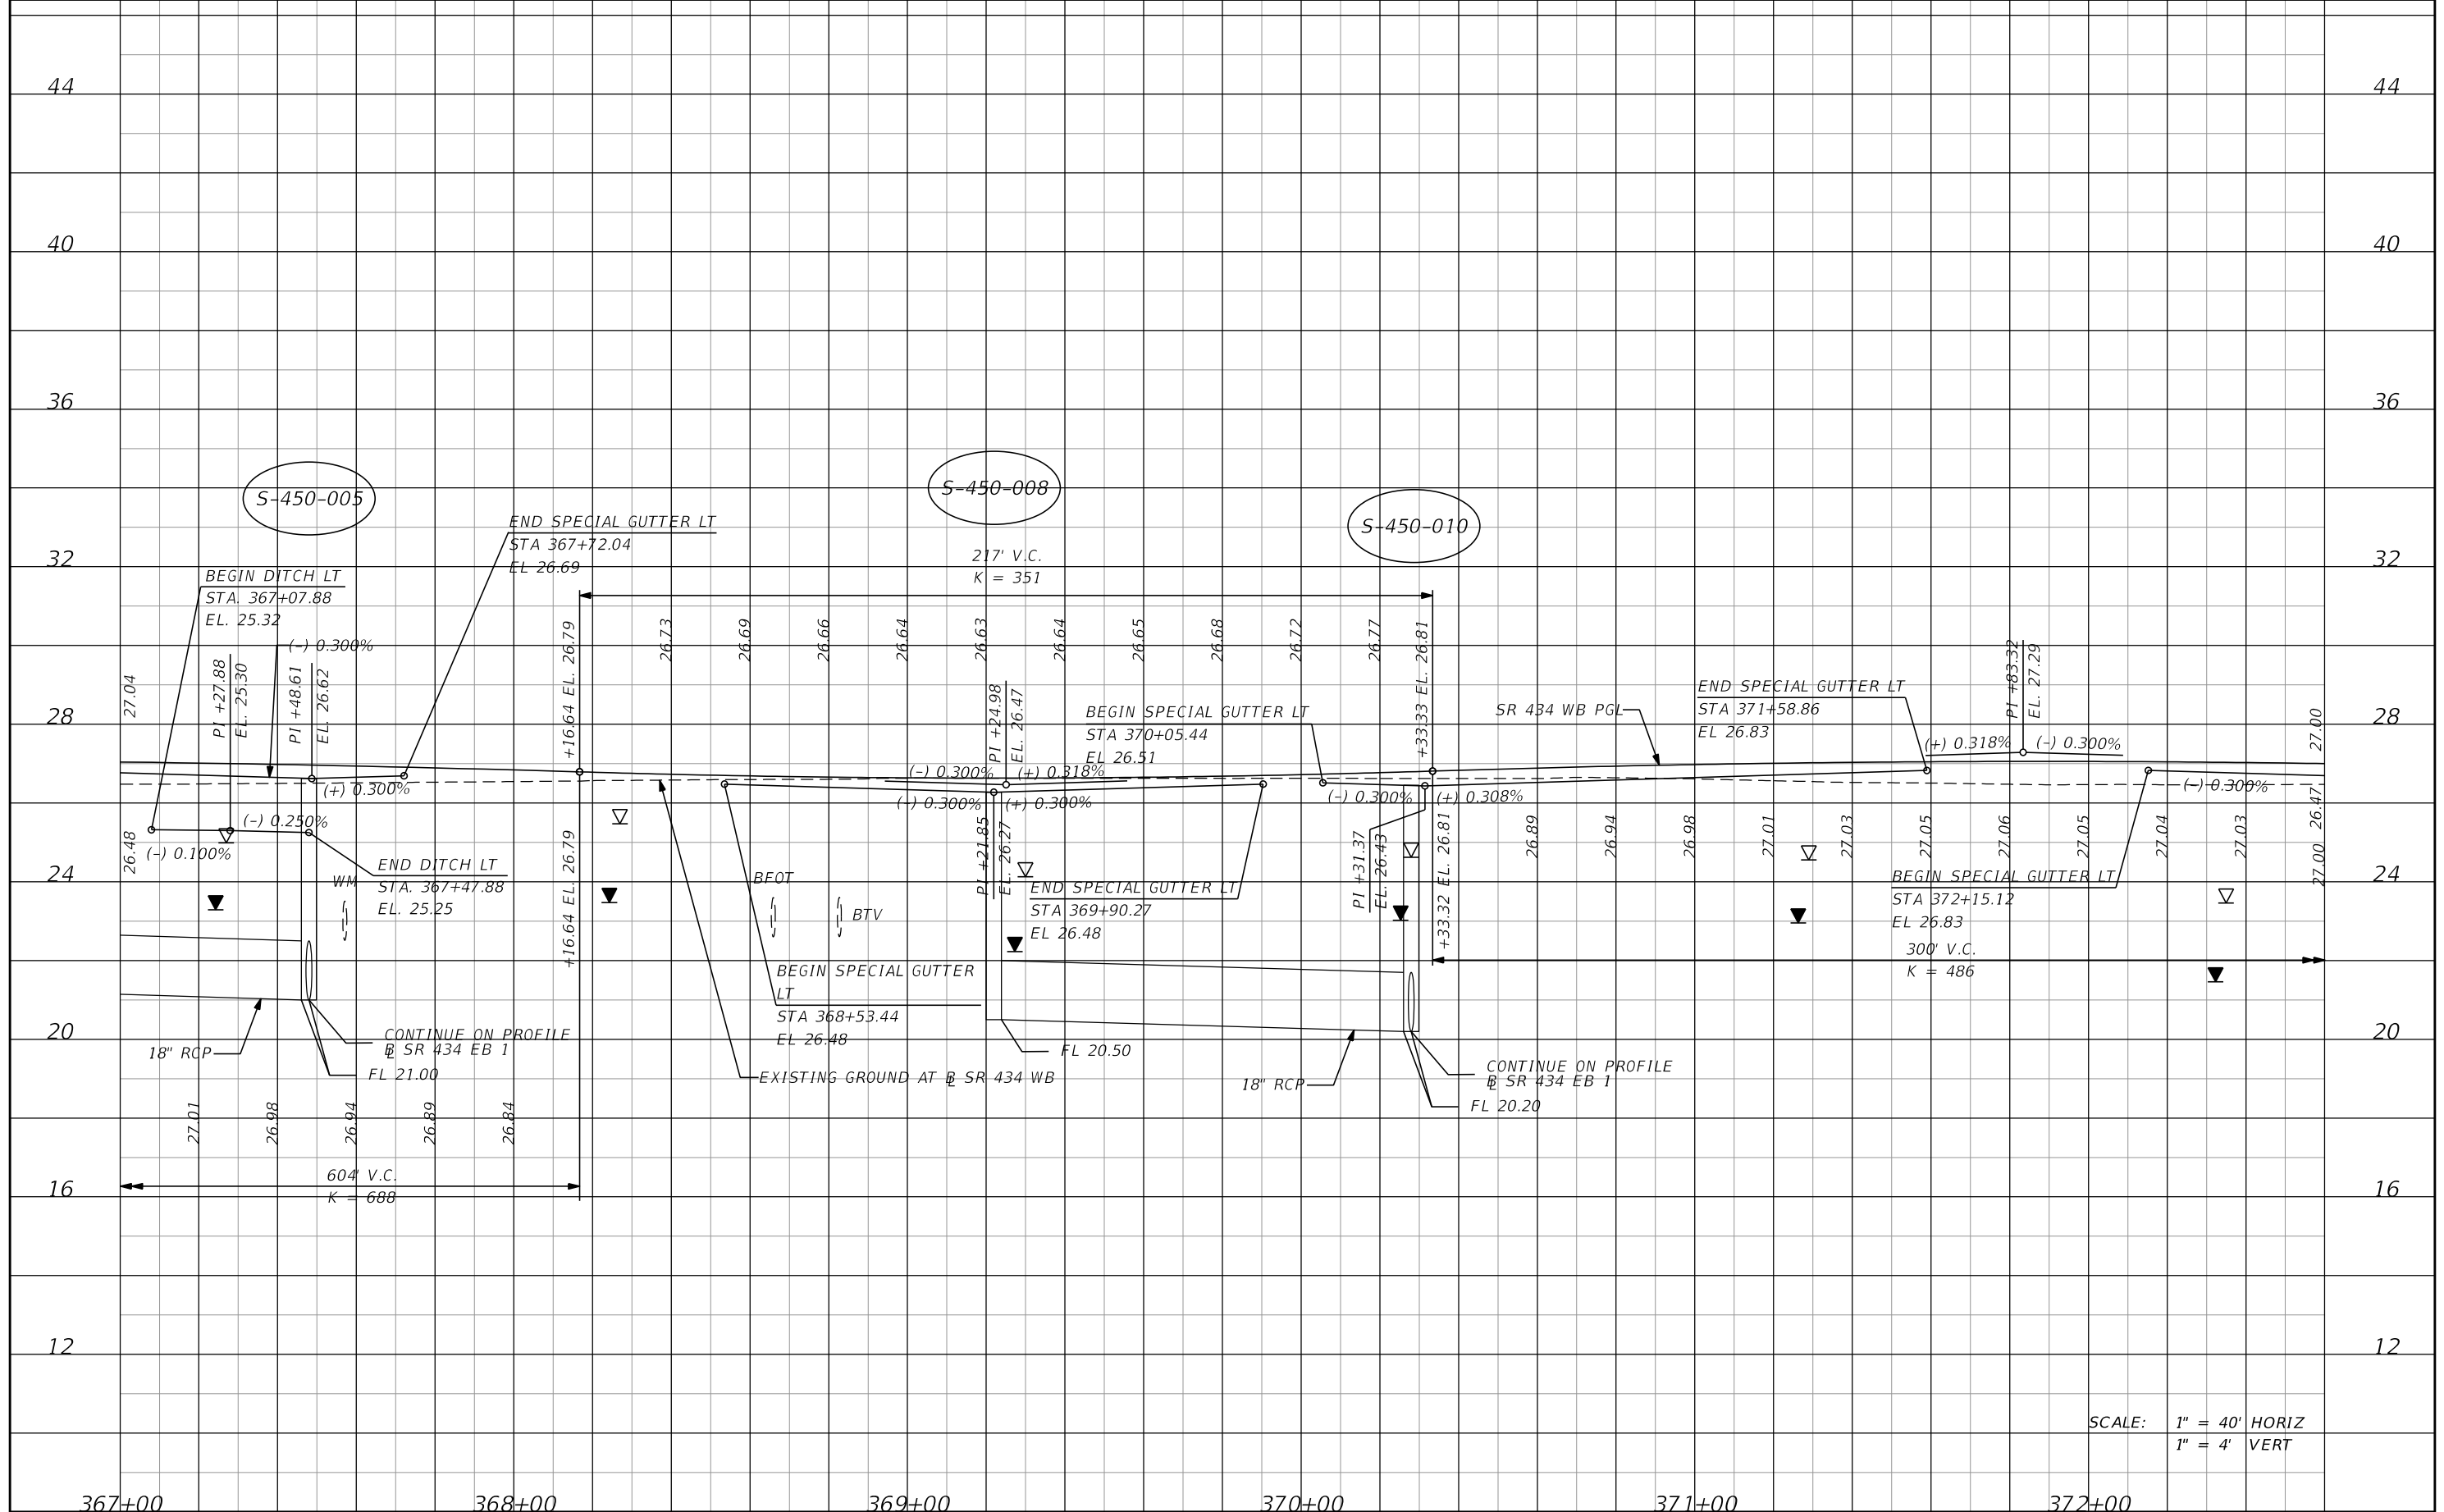 44
44
40
40
36
36
32
32
28
28
24
24
20
20
16
16
12
12
S-450-005
S-450-008
S-450-010
END SPECIAL GUTTER LT
STA 367+72.04
EL 26.69
217' V.C.
K = 351
BEGIN DITCH LT
STA. 367+07.88
EL. 25.32
(-) 0.300%
27.04
PI +27.88
EL. 25.30
PI +48.61
EL. 26.62
+16.64 EL. 26.79
26.73
26.69
26.66
26.64
26.63
26.64
26.65
26.68
26.72
26.77
+33.33 EL. 26.81
PI +24.98
EL. 26.47
BEGIN SPECIAL GUTTER LT
STA 370+05.44
EL 26.51
SR 434 WB PGL
END SPECIAL GUTTER LT
STA 371+58.86
EL 26.83
PI +83.32
EL. 27.29
27.00
(+) 0.318%
(-) 0.300%
(-) 0.300%
(+) 0.318%
(+) 0.300%
(-) 0.300%
(+) 0.300%
(-) 0.300%
(+) 0.308%
(-) 0.300%
(-) 0.250%
(-) 0.100%
26.48
END DITCH LT
STA. 367+47.88
EL. 25.25
WM
+16.64 EL. 26.79
BFOT
BTV
PI +21.85
EL. 26.27
END SPECIAL GUTTER LT
STA 369+90.27
EL 26.48
PI +31.37
EL. 26.43
+33.32 EL. 26.81
26.89
26.94
26.98
27.01
27.03
27.05
27.06
27.05
27.04
27.03
27.00
26.47
BEGIN SPECIAL GUTTER LT
STA 372+15.12
EL 26.83
300' V.C.
K = 486
BEGIN SPECIAL GUTTER
LT
STA 368+53.44
EL 26.48
18" RCP
CONTINUE ON PROFILE
BL SR 434 EB 1
FL 21.00
EXISTING GROUND AT BL SR 434 WB
FL 20.50
18" RCP
CONTINUE ON PROFILE
BL SR 434 EB 1
FL 20.20
27.01
26.98
26.94
26.89
26.84
604' V.C.
K = 688
SCALE: 1" = 40' HORIZ
1" = 4' VERT
367+00
368+00
369+00
370+00
371+00
372+00